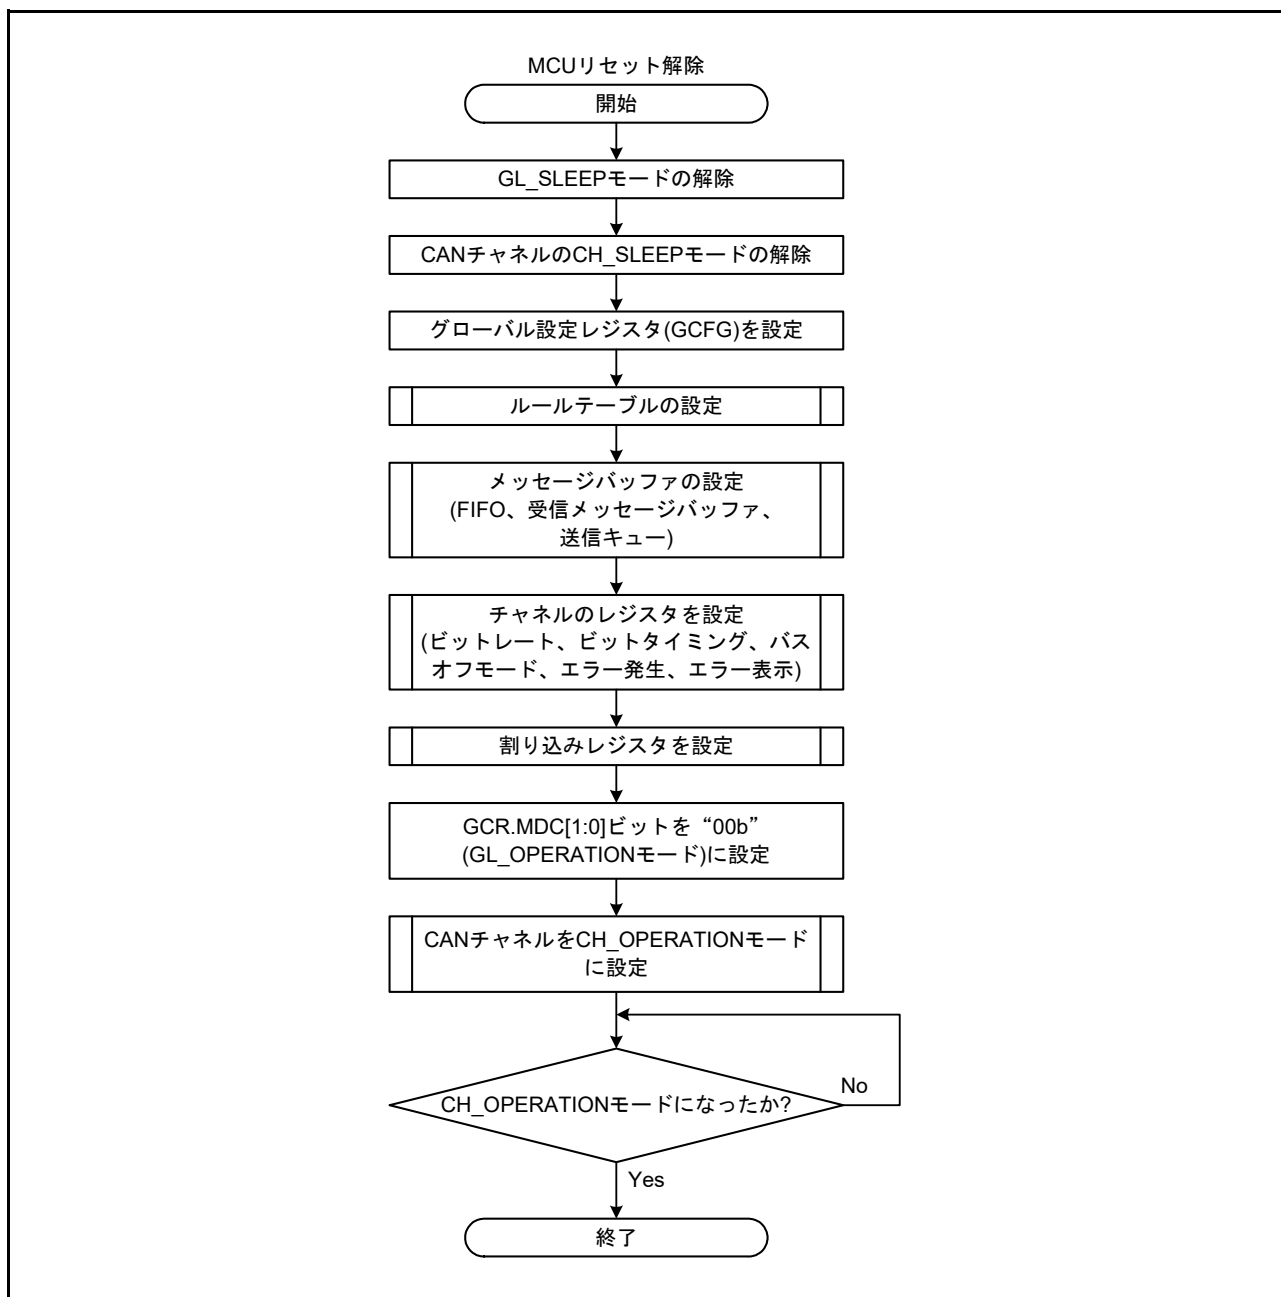 MCUリセット解除
開始
GL_SLEEPモードの解除
CANチャネルのCH_SLEEPモードの解除
グローバル設定レジスタ(GCFG)を設定
ルールテーブルの設定
メッセージバッファの設定
(FIFO、受信メッセージバッファ、
送信キュー)
チャネルのレジスタを設定
(ビットレート、ビットタイミング、バス
オフモード、エラー発生、エラー表示)
割り込みレジスタを設定
GCR.MDC[1:0]ビットを“00b”
(GL_OPERATIONモード)に設定
CANチャネルをCH_OPERATIONモード
に設定
CH_OPERATIONモードになったか?
No
Yes
終了